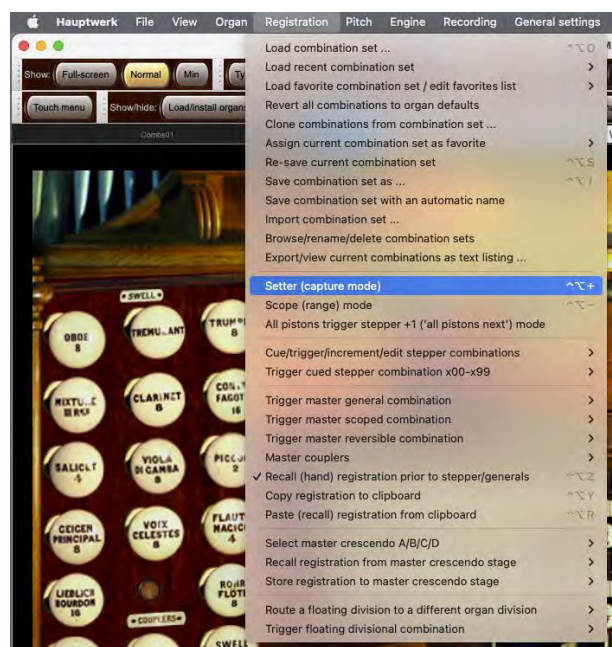 Hauptwerk File View Organ Registration Pitch Engine Recording General settings
Show: Full-screen Normal Min
Touch menu Show/hide: Load/install organs
Combs01
Load combination set ... ⌃⌥O
Load recent combination set >
Load favorite combination set / edit favorites list >
Revert all combinations to organ defaults
Clone combinations from combination set ...
Assign current combination set as favorite >
Re-save current combination set ⌃⌥S
Save combination set as ... ⌃⌥I
Save combination set with an automatic name
Import combination set ...
Browse/rename/delete combination sets
Export/view current combinations as text listing ...
Setter (capture mode) ⌃⌥+
Scope (range) mode ⌃⌥-
All pistons trigger stepper +1 ('all pistons next') mode
Cue/trigger/increment/edit stepper combinations >
Trigger cued stepper combination x00-x99 >
Trigger master general combination >
Trigger master scoped combination >
Trigger master reversible combination >
Master couplers >
✓ Recall (hand) registration prior to stepper/generals ⌃⌥Z
Copy registration to clipboard ⌃⌥Y
Paste (recall) registration from clipboard ⌃⌥R
Select master crescendo A/B/C/D >
Recall registration from master crescendo stage >
Store registration to master crescendo stage >
Route a floating division to a different organ division >
Trigger floating divisional combination >
• SWELL •
OBOE
8
TREMULANT
8
MIXTURE
III RKS
CLARINET
8
CON.
FAGOT
16
SALICET
4
VIOLA
DI GAMBA
8
2
GEIGEN
PRINCIPAL
8
VOIX
CELESTES
8
4
LIEBLICH
BOURDON
16
8
• COUPLERS •
SWELL